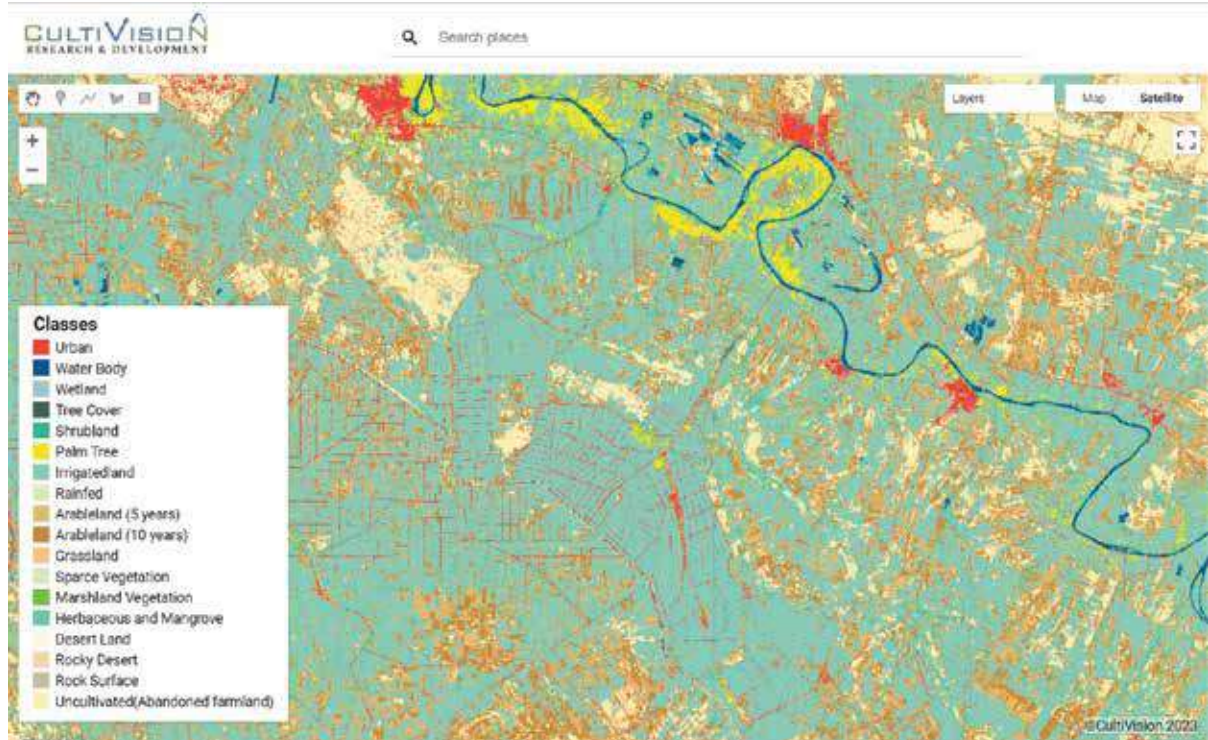 CULTIVISION
RESEARCH & DEVELOPMENT
Search places
Layers
Map
Satellite
+
−
Classes
Urban
Water Body
Wetland
Tree Cover
Shrubland
Palm Tree
Irrigatedland
Rainfed
Arableland (5 years)
Arableland (10 years)
Grassland
Sparce Vegetation
Marshland Vegetation
Herbaceous and Mangrove
Desert Land
Rocky Desert
Rock Surface
Uncultivated(Abandoned farmland)
©CultiVision 2023